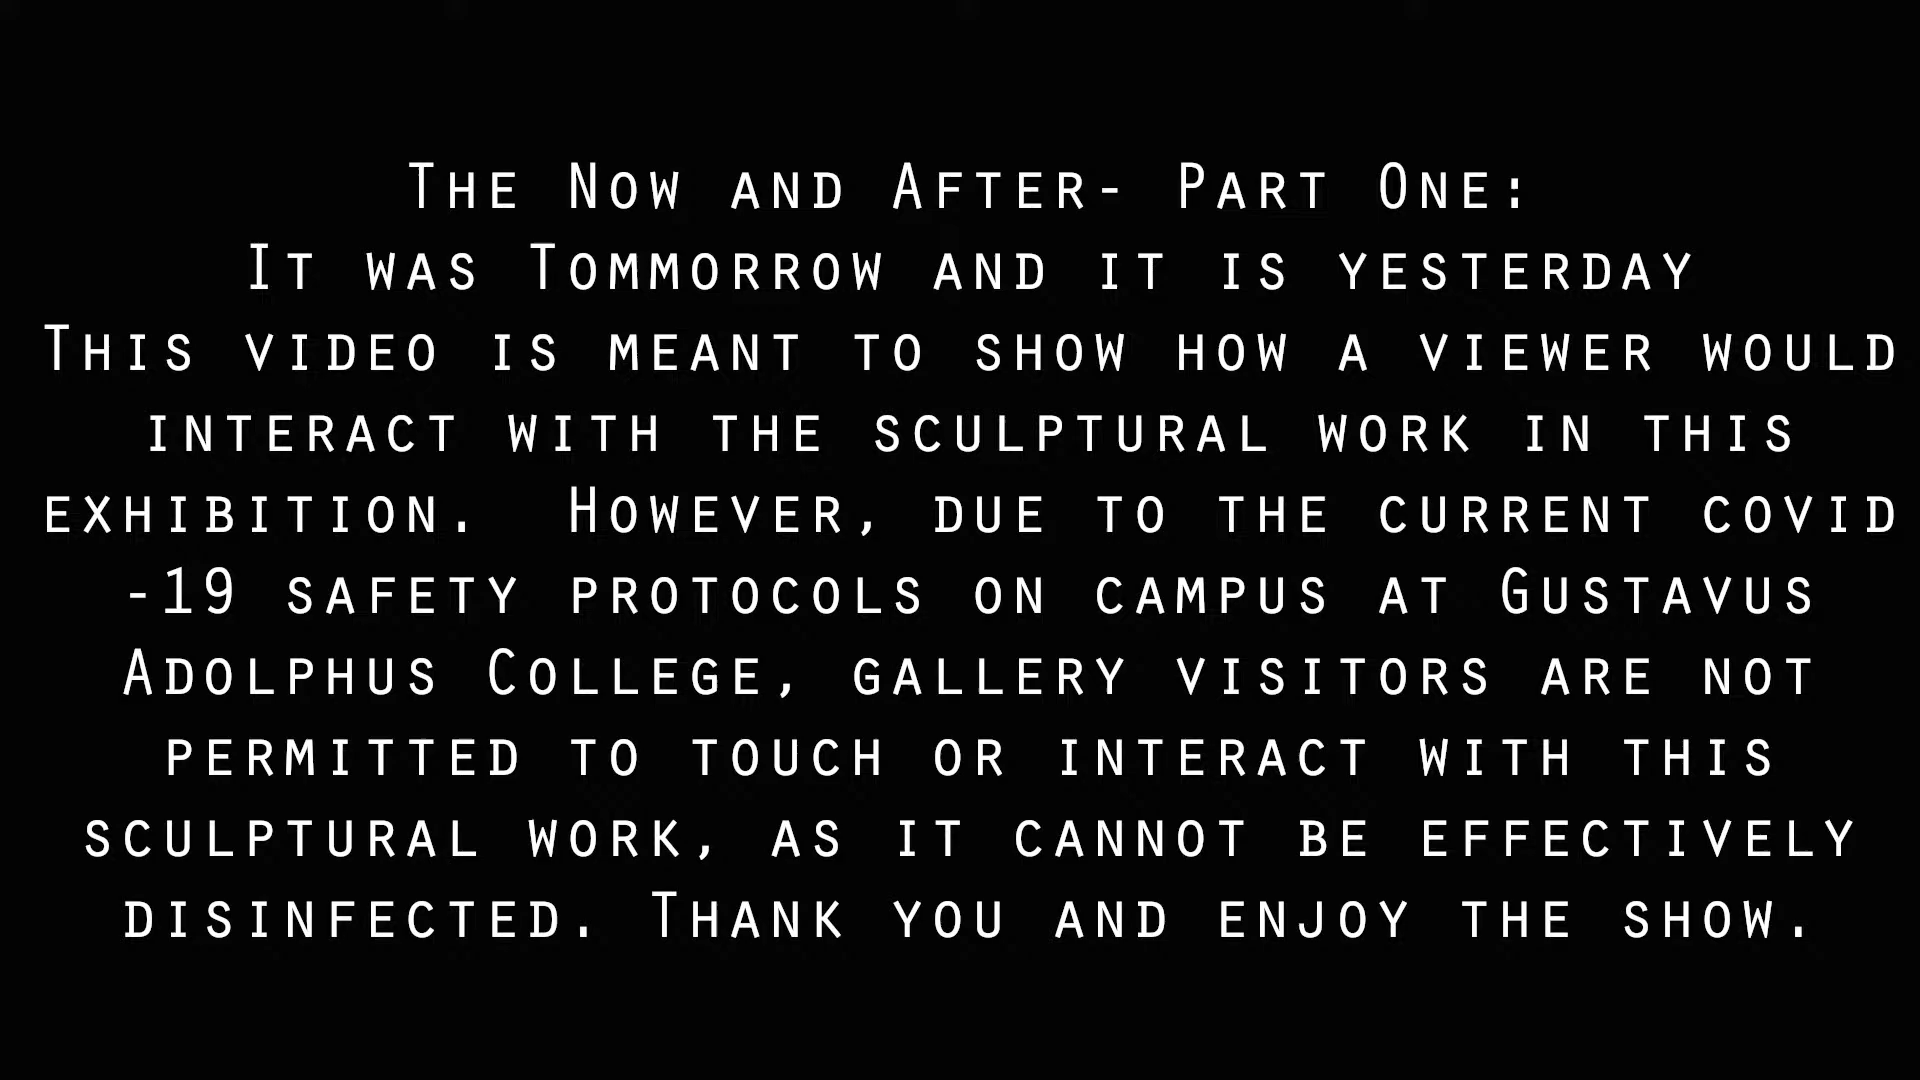 The Now and After- Part One:
It was Tommorrow and it is yesterday
This video is meant to show how a viewer would
interact with the sculptural work in this
exhibition.  However, due to the current covid
-19 safety protocols on campus at Gustavus
Adolphus College, gallery visitors are not
permitted to touch or interact with this
sculptural work, as it cannot be effectively
disinfected. Thank you and enjoy the show.